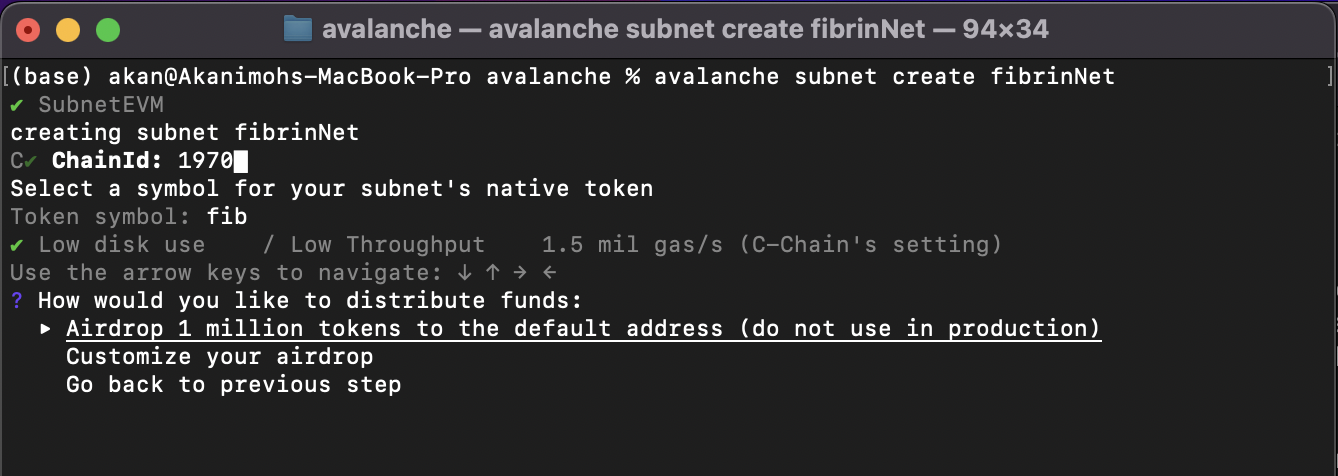 avalanche — avalanche subnet create fibrinNet — 94×34
[(base) akan@Akanimohs-MacBook-Pro avalanche % avalanche subnet create fibrinNet ]
✔ SubnetEVM
creating subnet fibrinNet
C✔ ChainId: 1970
Select a symbol for your subnet's native token
Token symbol: fib
✔ Low disk use    / Low Throughput    1.5 mil gas/s (C-Chain's setting)
Use the arrow keys to navigate: ↓ ↑ → ←
? How would you like to distribute funds:
▸ Airdrop 1 million tokens to the default address (do not use in production)
Customize your airdrop
Go back to previous step